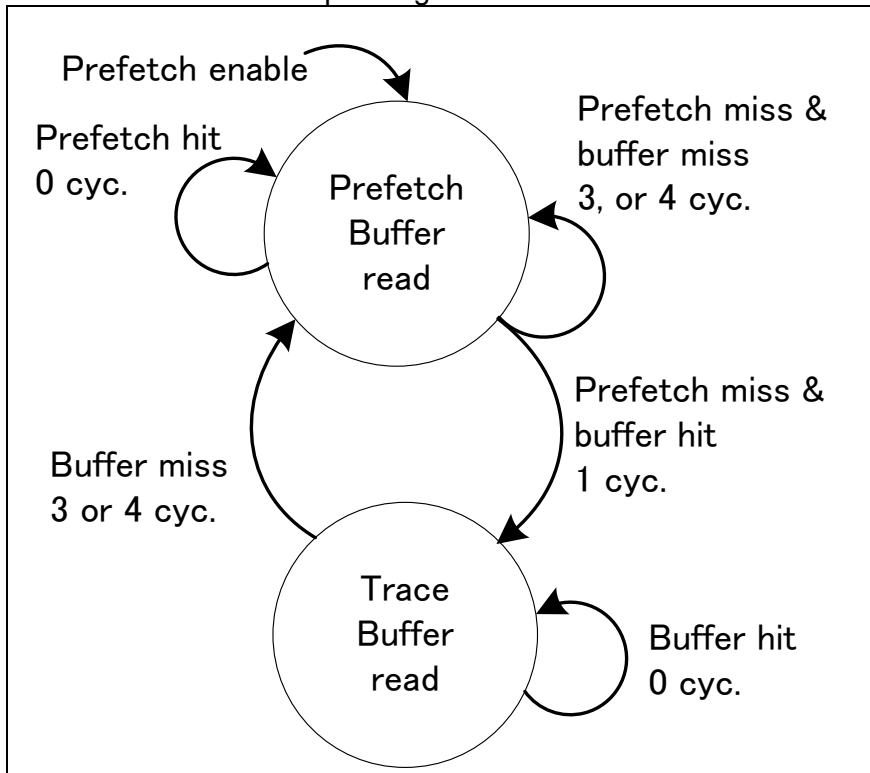 Prefetch enable
Prefetch hit
0 cyc.
Prefetch miss &
buffer miss
3, or 4 cyc.
Prefetch
Buffer
read
Prefetch miss &
buffer hit
1 cyc.
Buffer miss
3 or 4 cyc.
Trace
Buffer
read
Buffer hit
0 cyc.